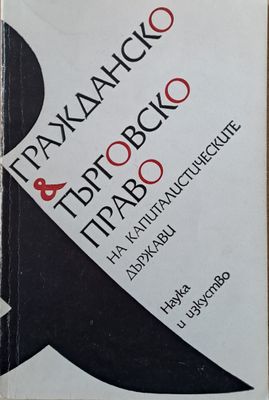 ГРАЖДАНСКО
&
ТЪРГОВСКО
ПРАВО
НА КАПИТАЛИСТИЧЕСКИТЕ
ДЪРЖАВИ
Наука
и изкуство